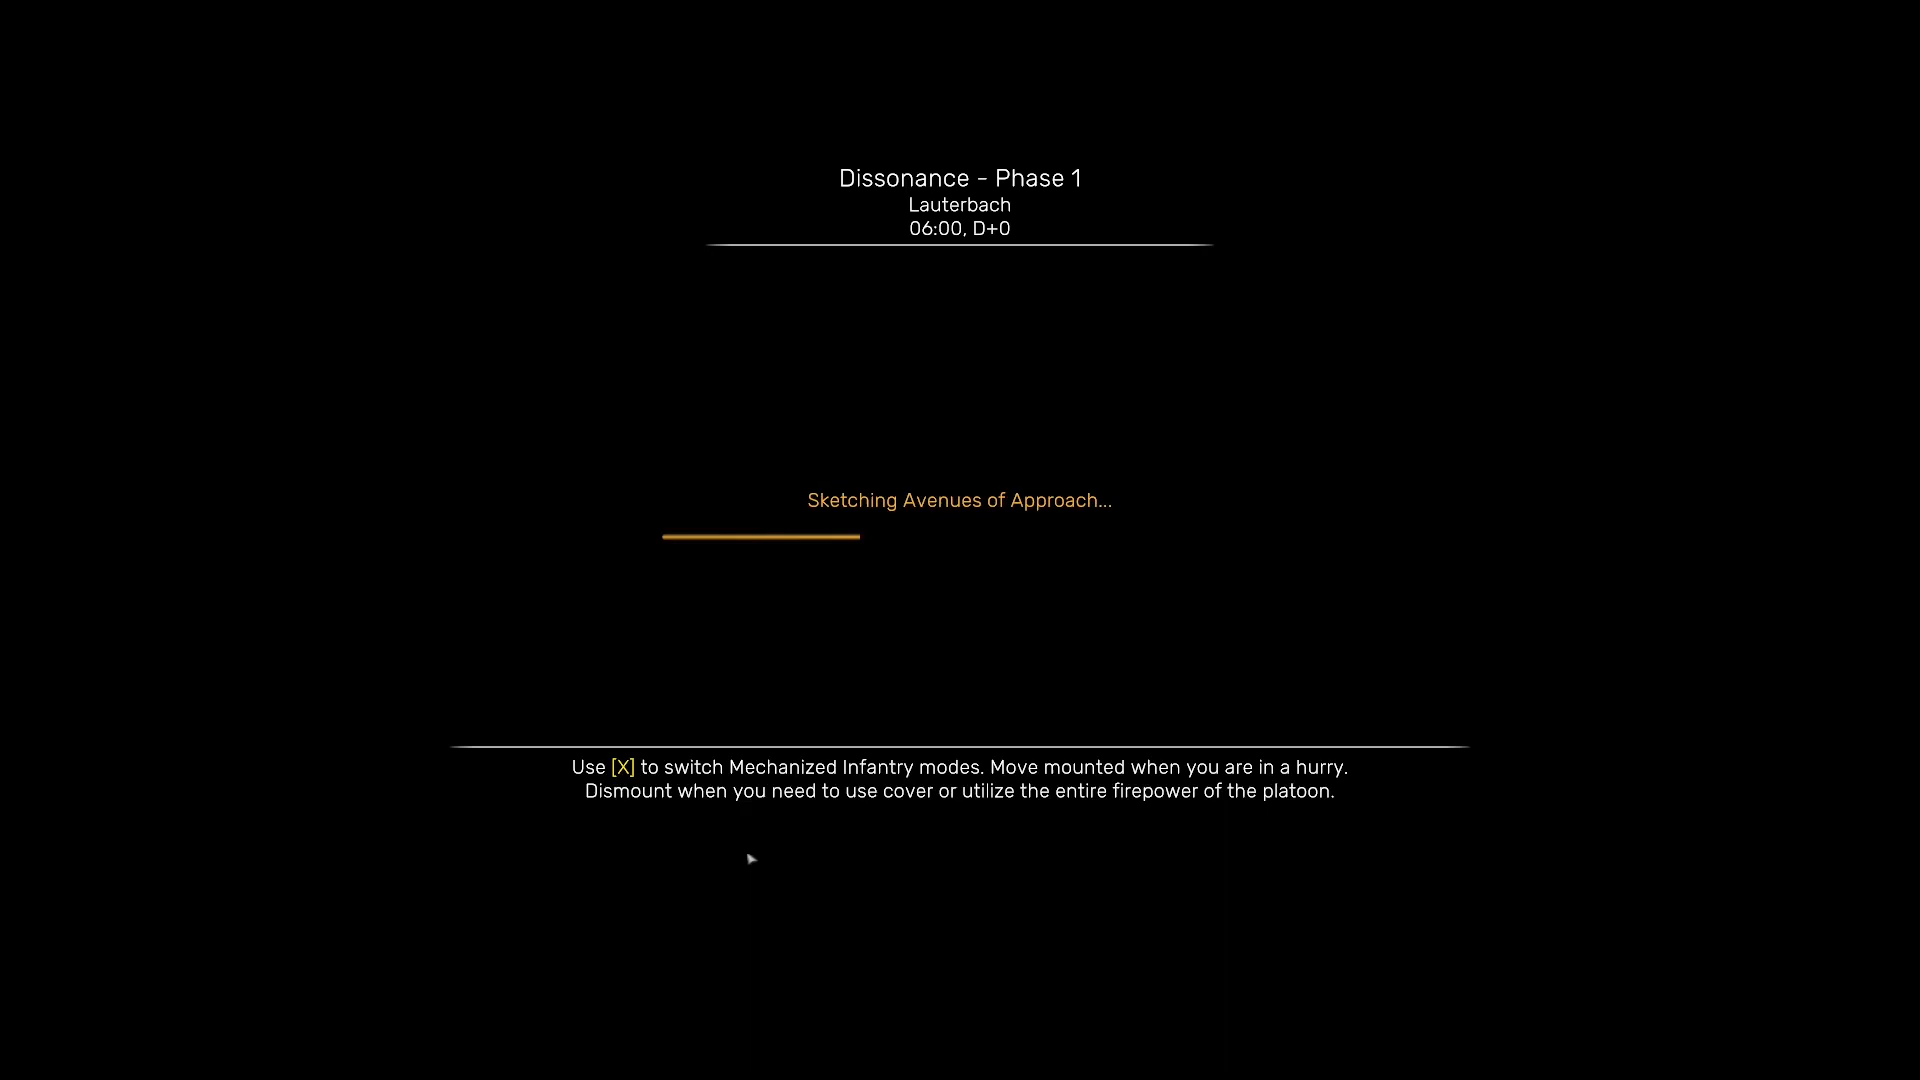 Dissonance - Phase 1
Lauterbach
06:00, D+0
Sketching Avenues of Approach...
Use [X] to switch Mechanized Infantry modes. Move mounted when you are in a hurry.
Dismount when you need to use cover or utilize the entire firepower of the platoon.